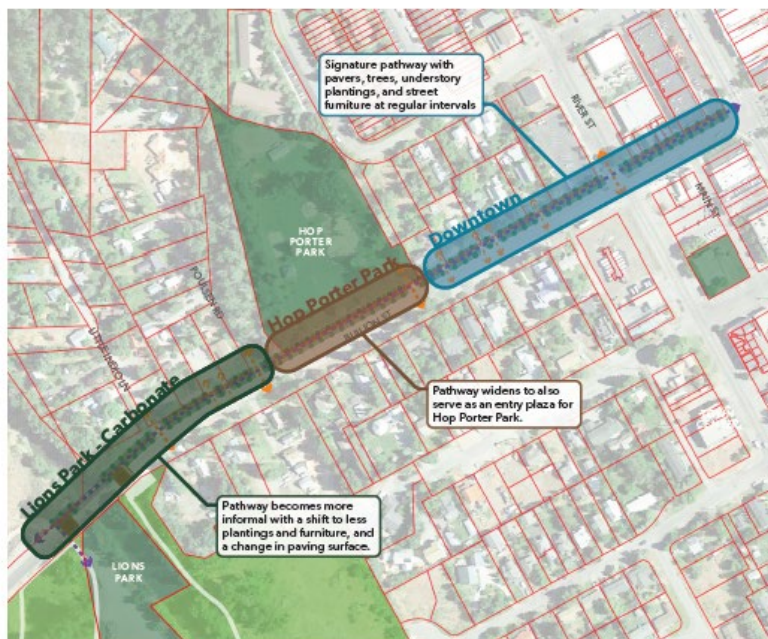 Signature pathway with
pavers, trees, understory
plantings, and street
furniture at regular intervals
RIVER ST
MAIN ST
Downtown
HOP
PORTER
PARK
Hop Porter Park
BULLION ST
Pathway widens to also
serve as an entry plaza for
Hop Porter Park.
Lions Park - Carbonate
Pathway becomes more
informal with a shift to less
plantings and furniture, and
a change in paving surface.
LIONS
PARK